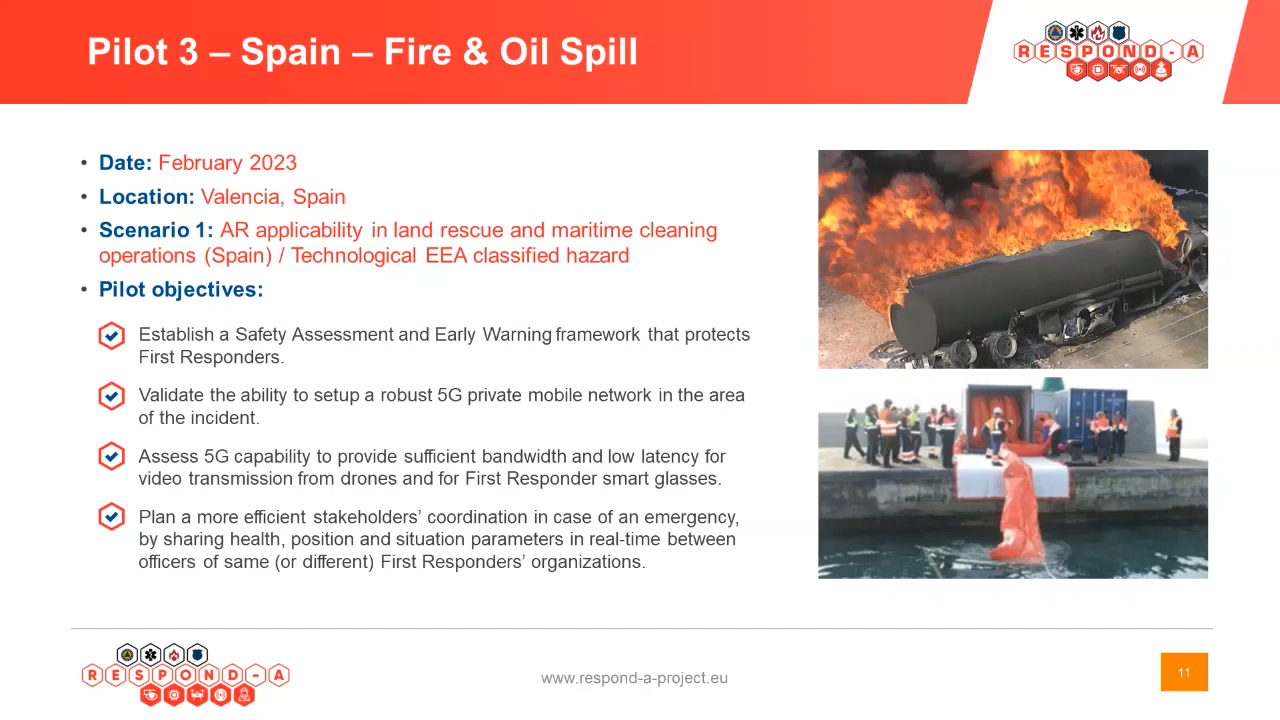 Pilot 3 – Spain – Fire & Oil Spill
RESPOND-A
• Date: February 2023
• Location: Valencia, Spain
• Scenario 1: AR applicability in land rescue and maritime cleaning
operations (Spain) / Technological EEA classified hazard
• Pilot objectives:
Establish a Safety Assessment and Early Warning framework that protects
First Responders.
Validate the ability to setup a robust 5G private mobile network in the area
of the incident.
Assess 5G capability to provide sufficient bandwidth and low latency for
video transmission from drones and for First Responder smart glasses.
Plan a more efficient stakeholders’ coordination in case of an emergency,
by sharing health, position and situation parameters in real-time between
officers of same (or different) First Responders’ organizations.
RESPOND-A
www.respond-a-project.eu
11